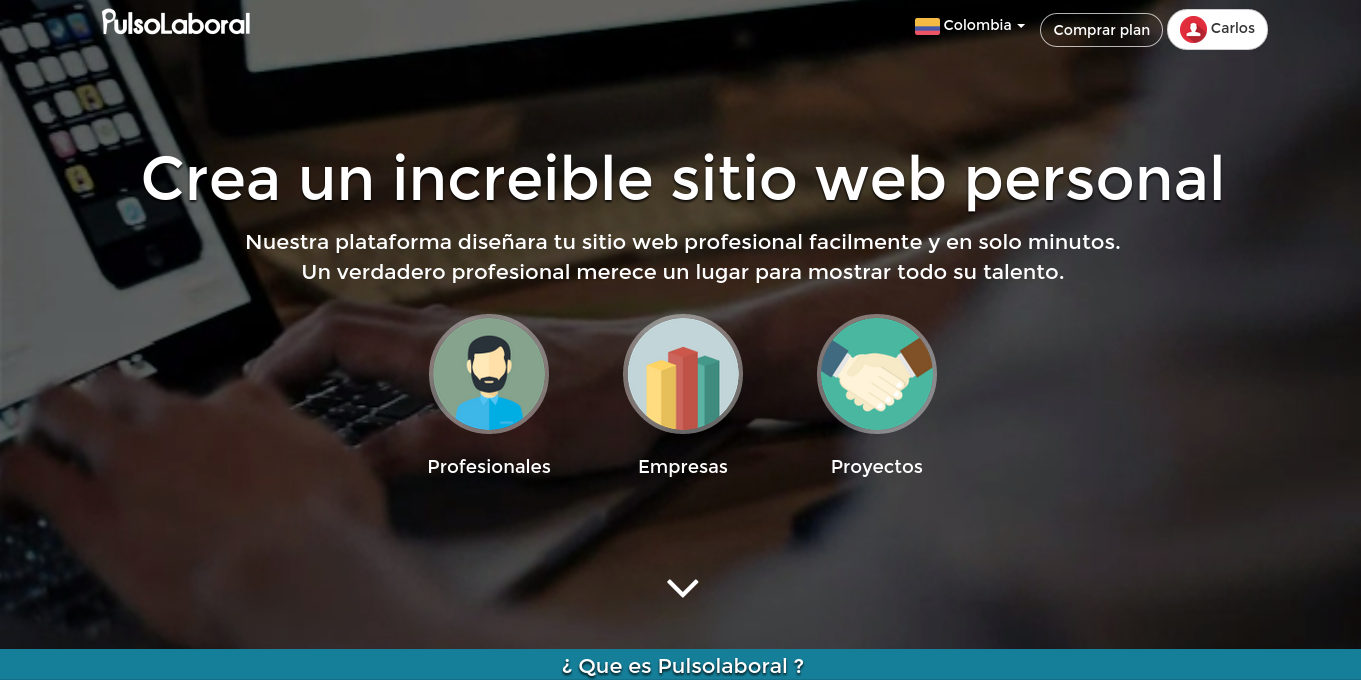 PulsoLaboral
Colombia
Comprar plan
Carlos
Crea un increible sitio web personal
Nuestra plataforma diseñara tu sitio web profesional facilmente y en solo minutos.
Un verdadero profesional merece un lugar para mostrar todo su talento.
Profesionales
Empresas
Proyectos
¿ Que es Pulsolaboral ?